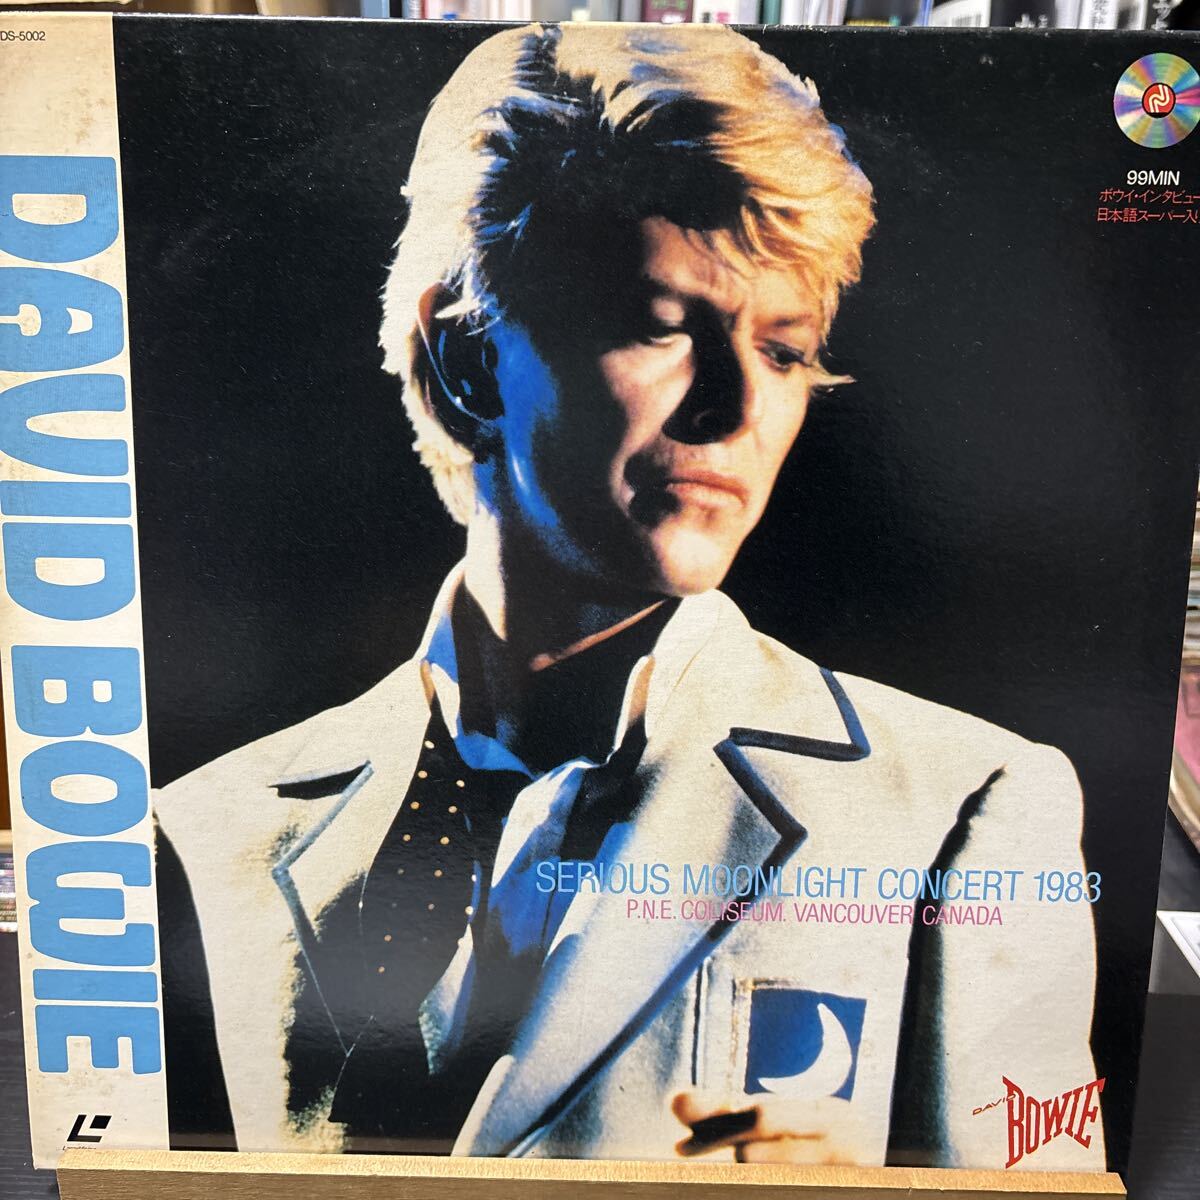 DS-5002
DAVID BOWIE
99MIN
ボウイ・インタビュー
日本語スーパー入り
SERIOUS MOONLIGHT CONCERT 1983
P.N.E. COLISEUM. VANCOUVER CANADA
DAVID
BOWIE